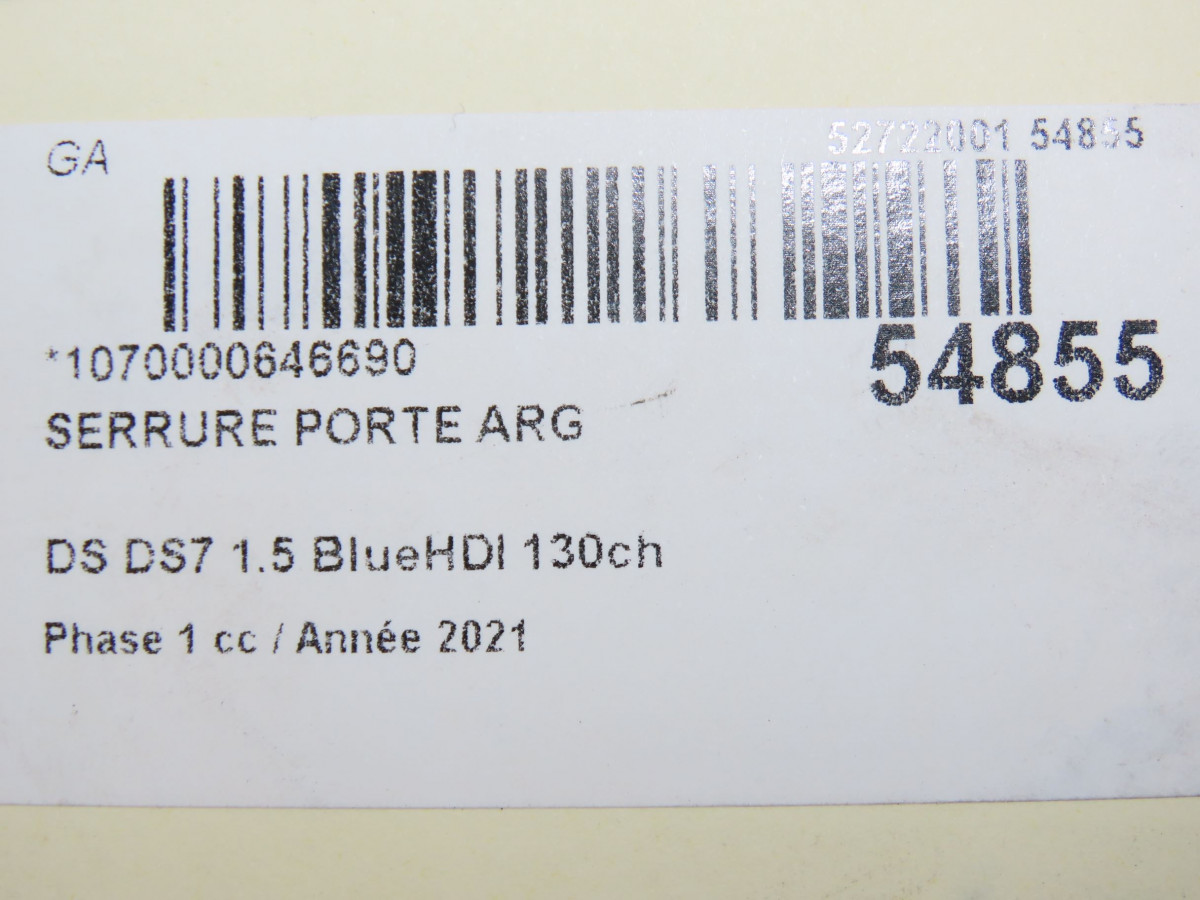 GA
52722001 54855
*1070000646690
54855
SERRURE PORTE ARG
DS DS7 1.5 BlueHDI 130ch
Phase 1 cc / Année 2021